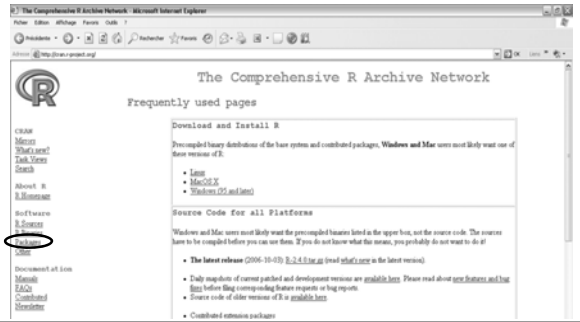 The Comprehensive R Archive Network - Microsoft Internet Explorer
Fichier Edition Affichage Favoris Outils ?
Précédente Rechercher Favoris
Adresse http://cran.r-project.org/ OK Liens
The Comprehensive R Archive Network
Frequently used pages
CRAN
Mirrors
What's new?
Task Views
Search
About R
R Homepage
Software
R Sources
R Binaries
Packages
Other
Documentation
Manuals
FAQs
Contributed
Newsletter
Download and Install R
Precompiled binary distributions of the base system and contributed packages, Windows and Mac users most likely want one of
these versions of R:
• Linux
• MacOS X
• Windows (95 and later)
Source Code for all Platforms
Windows and Mac users most likely want the precompiled binaries listed in the upper box, not the source code. The sources
have to be compiled before you can use them. If you do not know what this means, you probably do not want to do it!
• The latest release (2006-10-03): R-2.4.0.tar.gz (read what's new in the latest version).
• Daily snapshots of current patched and development versions are available here. Please read about new features and bug
fixes before filing corresponding feature requests or bug reports.
• Source code of older versions of R is available here.
• Contributed extension packages